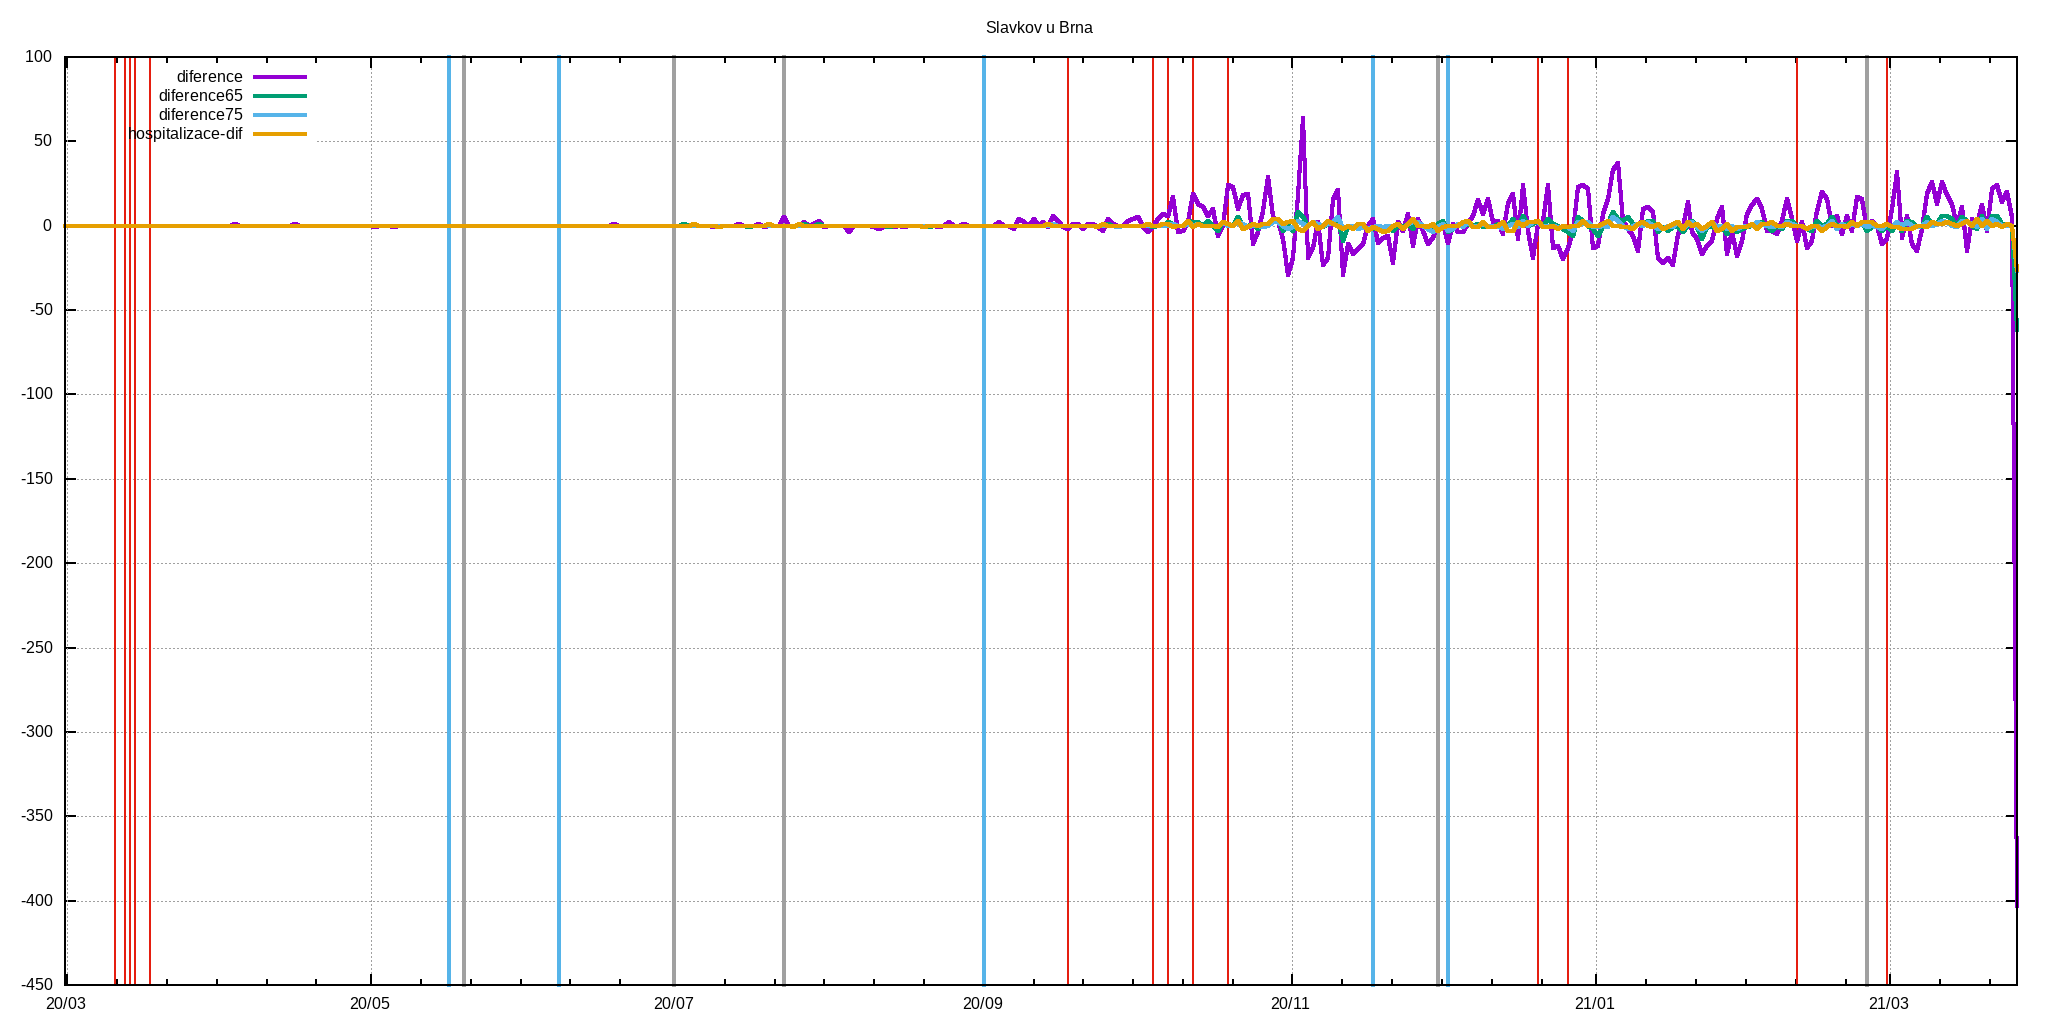 Slavkov u Brna
100
diference
diference65
diference75
hospitalizace-dif
50
0
-50
-100
-150
-200
-250
-300
-350
-400
-450
20/03 20/05 20/07 20/09 20/11 21/01 21/03